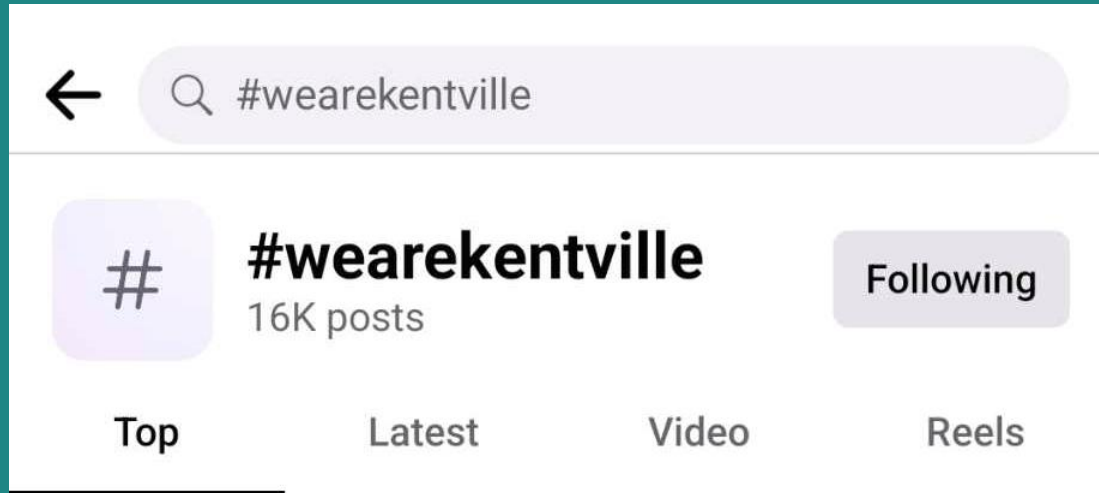 #wearekentville
#
#wearekentville
16K posts
Following
Top Latest Video Reels